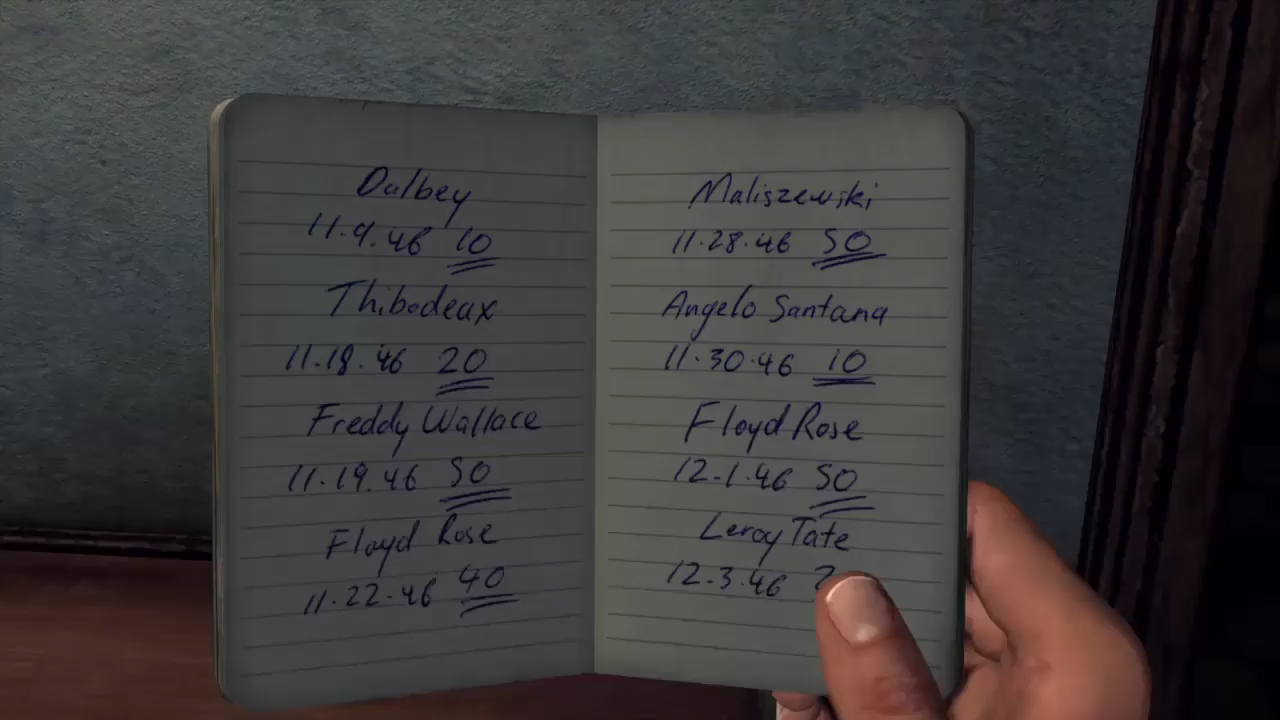 Dalbey
11.9.46 10
Thibodeax
11.18.46 20
Freddy Wallace
11.19.46 50
Floyd Rose
11.22.46 40
Maliszewski
11.28.46 50
Angelo Santana
11.30.46 10
Floyd Rose
12.1.46 50
Leroy Tate
12.3.46